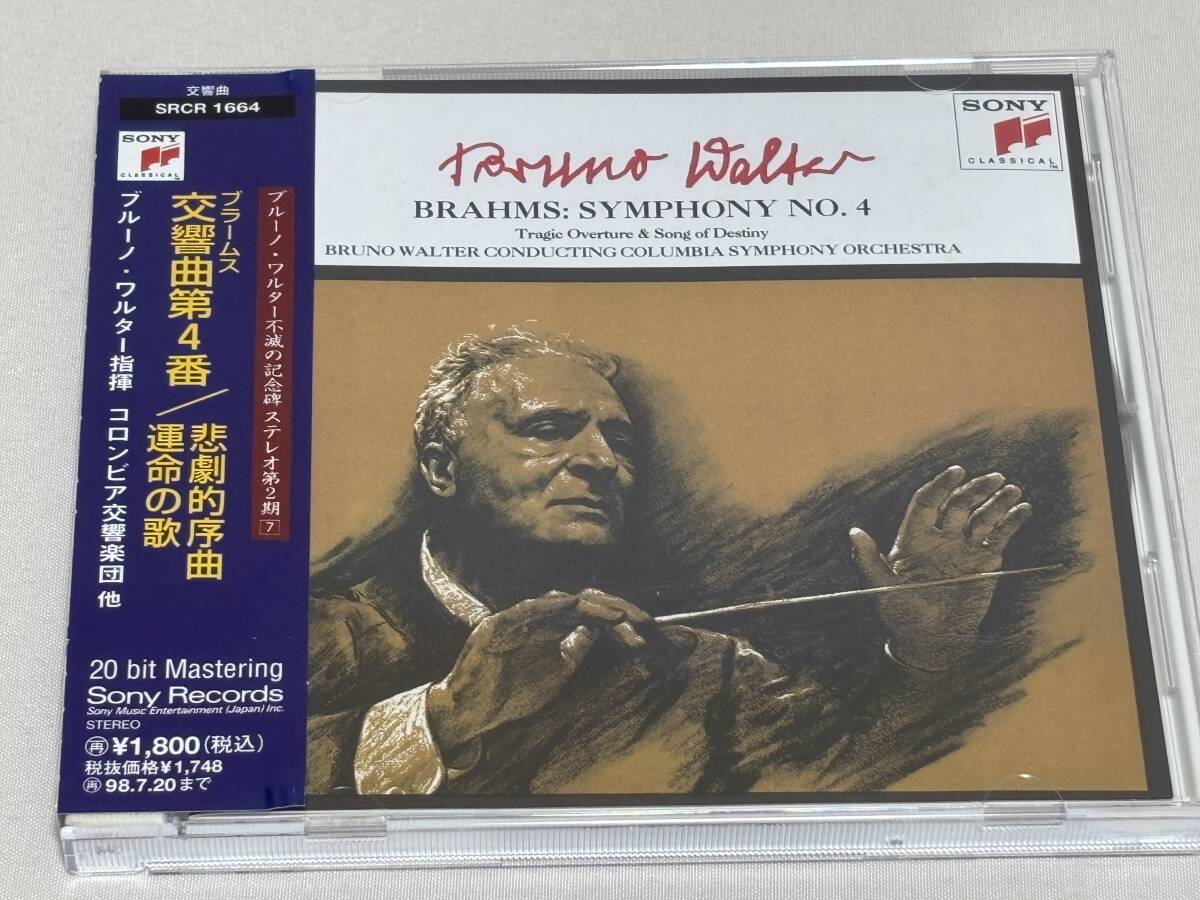 交響曲
SRCR 1664
SONY
CLASSICAL
ブルーノ・ワルター不滅の記念碑 ステレオ第2期 7
ブラームス
交響曲第4番/悲劇的序曲
運命の歌
ブルーノ・ワルター指揮 コロンビア交響楽団 他
20 bit Mastering
Sony Records
Sony Music Entertainment (Japan) Inc.
STEREO
再 ¥1,800(税込)
税抜価格¥1,748
再 98.7.20まで
Bruno Walter
SONY
CLASSICAL TM
BRAHMS: SYMPHONY NO. 4
Tragic Overture & Song of Destiny
BRUNO WALTER CONDUCTING COLUMBIA SYMPHONY ORCHESTRA